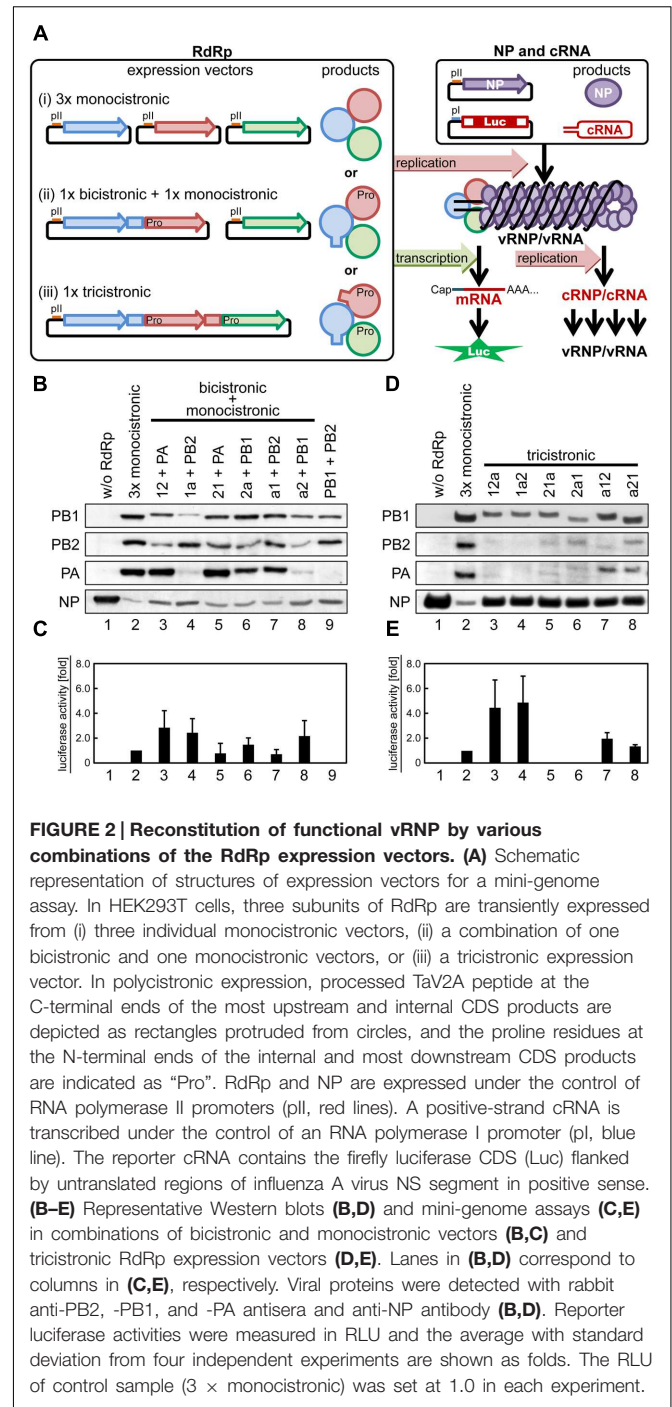 A
RdRp
expression vectors
products
(i) 3x monocistronic
pII
pII
pII
or
(ii) 1x bicistronic + 1x monocistronic
pII
Pro
pII
Pro
or
(iii) 1x tricistronic
pII
Pro
Pro
Pro
Pro
NP and cRNA
products
pII
NP
NP
pI
Luc
cRNA
replication
vRNP/vRNA
transcription
replication
Cap
mRNA
AAA...
cRNP/cRNA
Luc
vRNP/vRNA
B
bicistronic
+
monocistronic
w/o RdRp
3x monocistronic
12 + PA
1a + PB2
21 + PA
2a + PB1
a1 + PB2
a2 + PB1
PB1 + PB2
PB1
PB2
PA
NP
1 2 3 4 5 6 7 8 9
C
luciferase activity [fold]
8.0
6.0
4.0
2.0
0
1 2 3 4 5 6 7 8 9
D
tricistronic
w/o RdRp
3x monocistronic
12a
1a2
21a
2a1
a12
a21
PB1
PB2
PA
NP
1 2 3 4 5 6 7 8
E
luciferase activity [fold]
8.0
6.0
4.0
2.0
0
1 2 3 4 5 6 7 8
FIGURE 2 | Reconstitution of functional vRNP by various
combinations of the RdRp expression vectors. (A) Schematic
representation of structures of expression vectors for a mini-genome
assay. In HEK293T cells, three subunits of RdRp are transiently expressed
from (i) three individual monocistronic vectors, (ii) a combination of one
bicistronic and one monocistronic vectors, or (iii) a tricistronic expression
vector. In polycistronic expression, processed TaV2A peptide at the
C-terminal ends of the most upstream and internal CDS products are
depicted as rectangles protruded from circles, and the proline residues at
the N-terminal ends of the internal and most downstream CDS products
are indicated as “Pro”. RdRp and NP are expressed under the control of
RNA polymerase II promoters (pII, red lines). A positive-strand cRNA is
transcribed under the control of an RNA polymerase I promoter (pI, blue
line). The reporter cRNA contains the firefly luciferase CDS (Luc) flanked
by untranslated regions of influenza A virus NS segment in positive sense.
(B–E) Representative Western blots (B,D) and mini-genome assays (C,E)
in combinations of bicistronic and monocistronic vectors (B,C) and
tricistronic RdRp expression vectors (D,E). Lanes in (B,D) correspond to
columns in (C,E), respectively. Viral proteins were detected with rabbit
anti-PB2, -PB1, and -PA antisera and anti-NP antibody (B,D). Reporter
luciferase activities were measured in RLU and the average with standard
deviation from four independent experiments are shown as folds. The RLU
of control sample (3 × monocistronic) was set at 1.0 in each experiment.